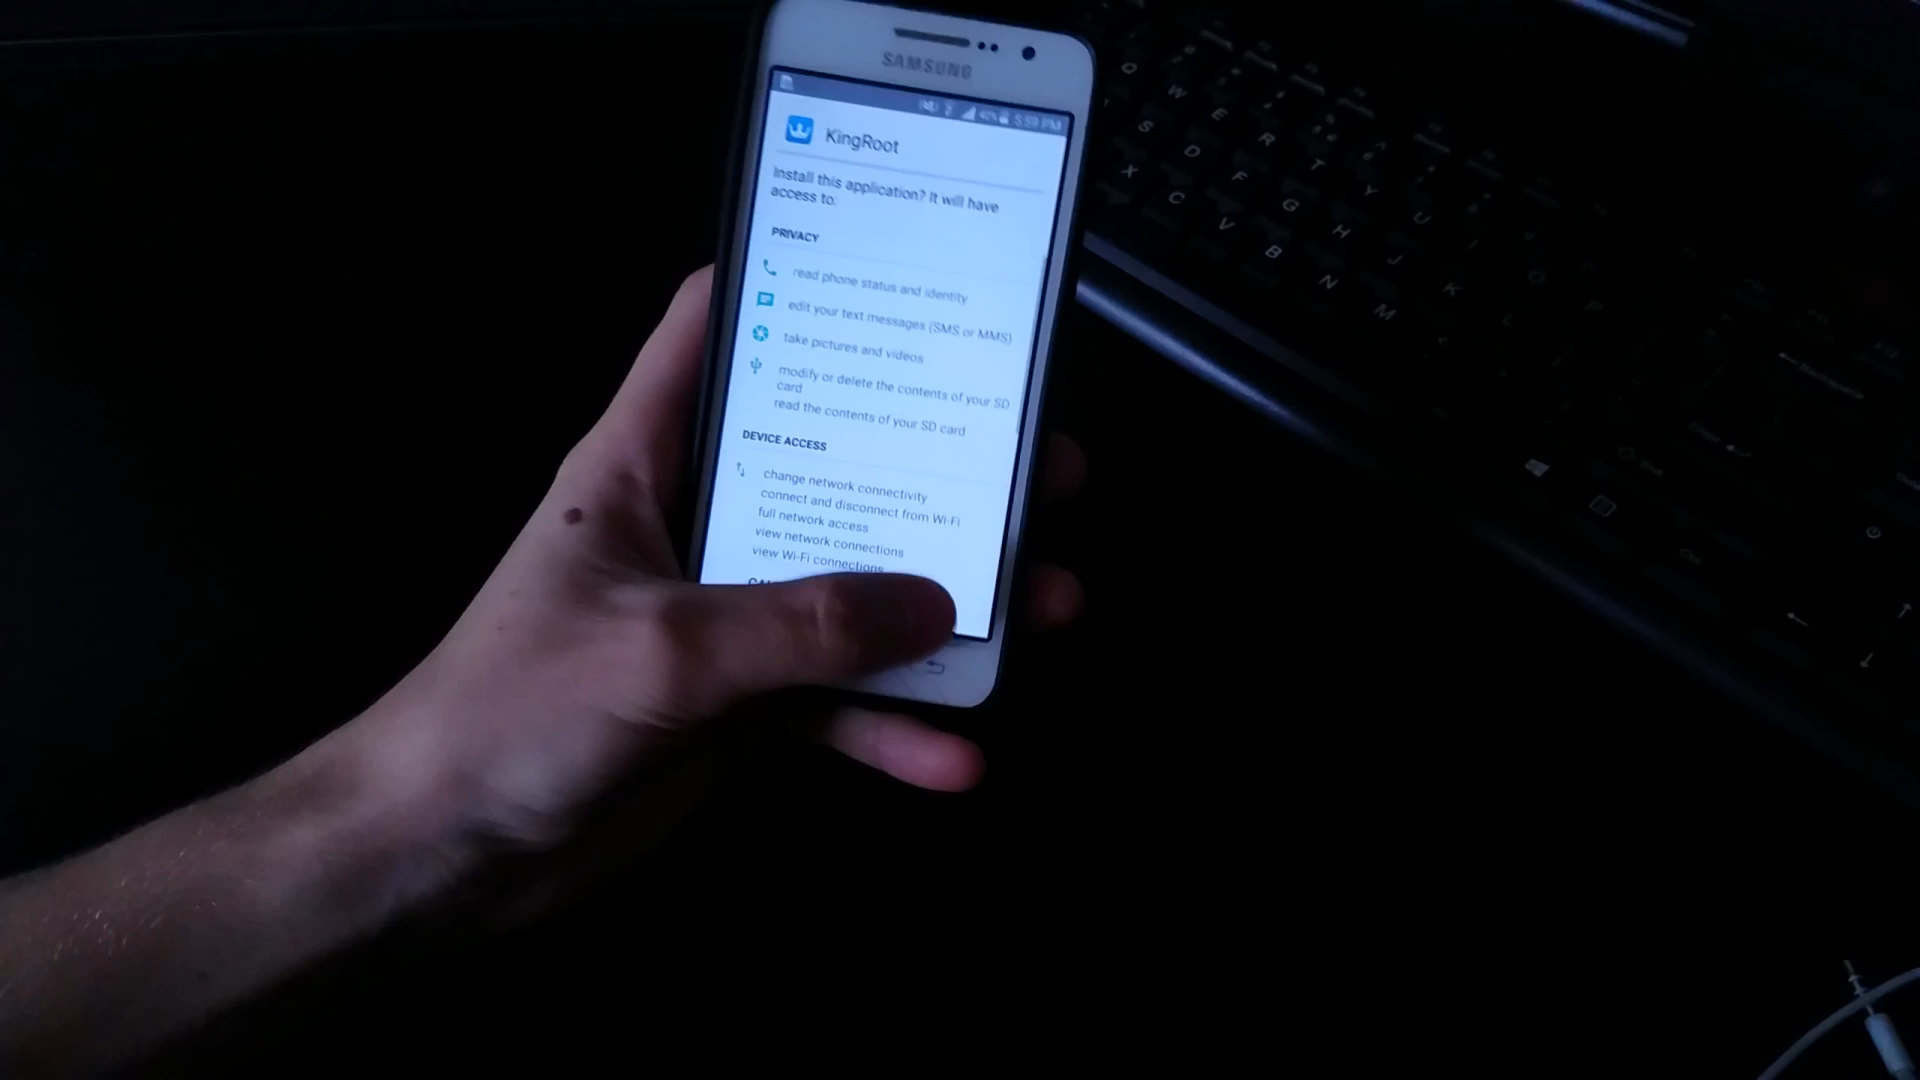 SAMSUNG
5:59 PM
KingRoot
Install this application? It will have
access to:
PRIVACY
read phone status and identity
edit your text messages (SMS or MMS)
take pictures and videos
modify or delete the contents of your SD
card
read the contents of your SD card
DEVICE ACCESS
change network connectivity
connect and disconnect from Wi-Fi
full network access
view network connections
view Wi-Fi connections
Q W E R T Y U
S D F G H J K L
X C V B N M